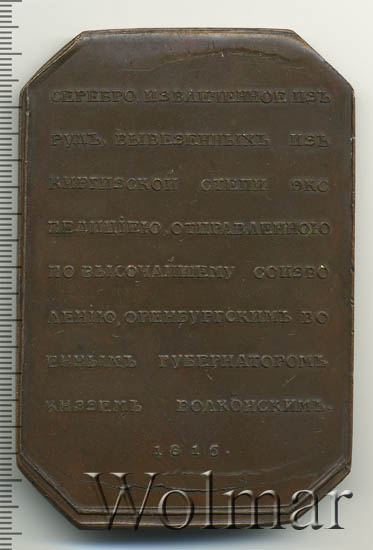 СЕРЕБРО, ИЗВЛЕЧЕННОЕ ИЗЪ
РУДЪ, ВЫВЕЗЕННЫХЪ ИЗЪ
КИРГИЗСКОЙ СТЕПИ ЭКС
ПЕДИЦІЕЮ, ОТПРАВЛЕННОЮ
ПО ВЫСОЧАЙШЕМУ СОИЗВО
ЛЕНІЮ, ОРЕНБУРГСКИМЪ ВО
ЕННЫМЪ ГУБЕРНАТОРОМЪ
КНЯЗЕМЪ ВОЛКОНСКИМЪ.
1816.
Wolmar